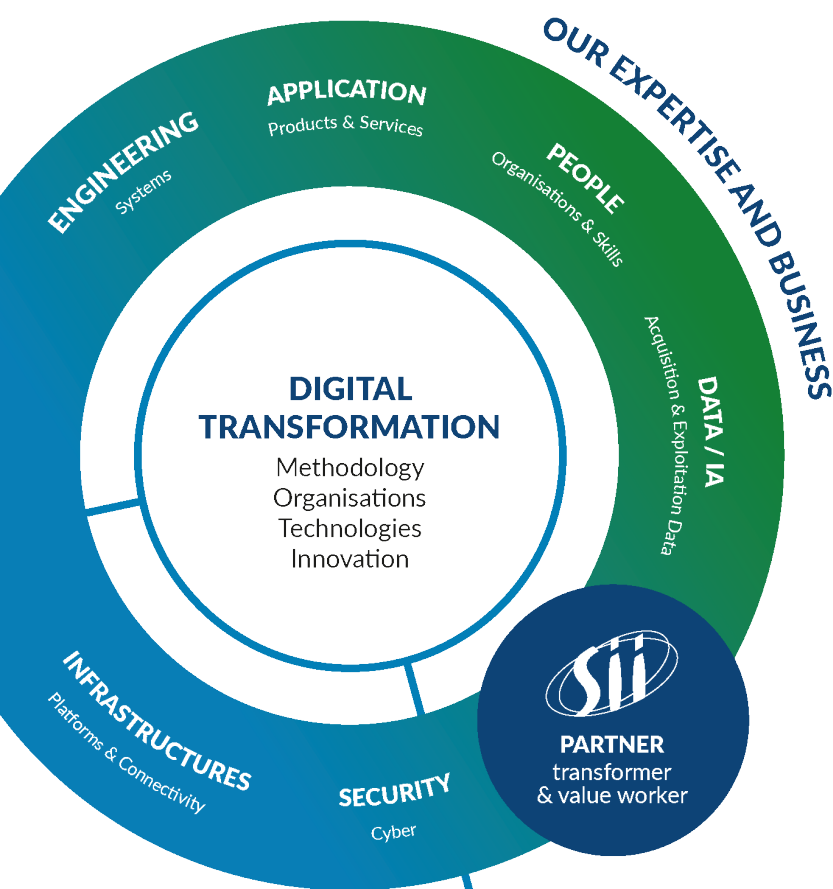 OUR EXPERTISE AND BUSINESS
ENGINEERING
Systems
APPLICATION
Products & Services
PEOPLE
Organisations & Skills
DATA / IA
Acquisition & Exploitation Data
DIGITAL
TRANSFORMATION
Methodology
Organisations
Technologies
Innovation
INFRASTRUCTURES
Platforms & Connectivity
SECURITY
Cyber
sii
PARTNER
transformer
& value worker